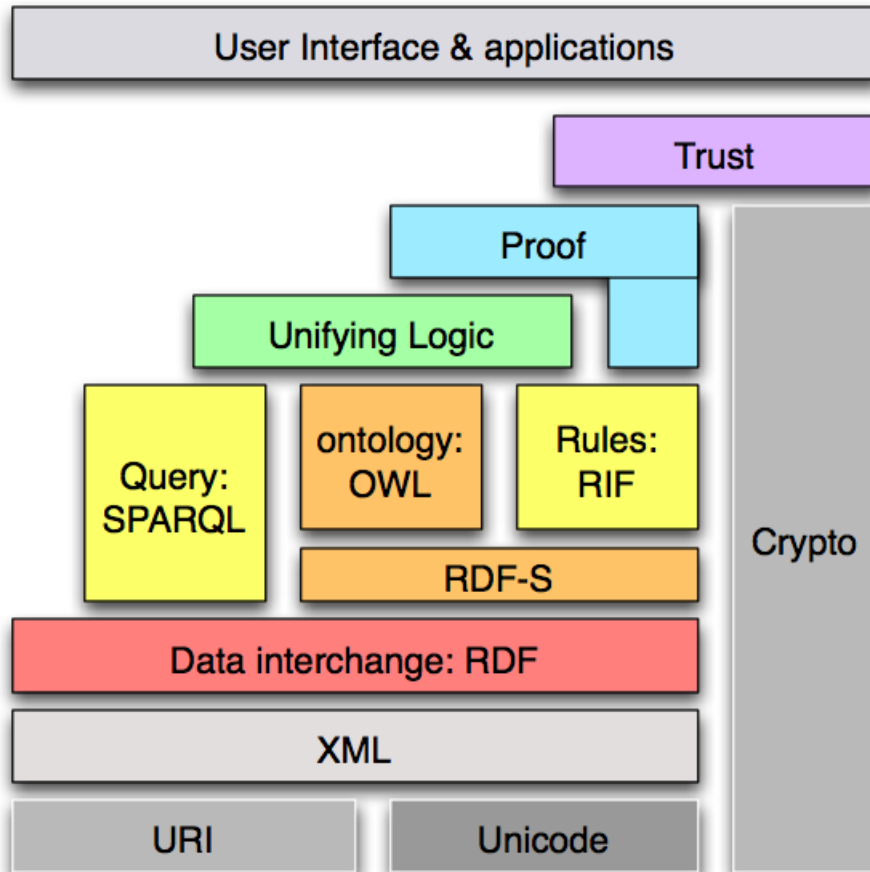 User Interface & applications
Trust
Proof
Unifying Logic
Query:
SPARQL
ontology:
OWL
Rules:
RIF
Crypto
RDF-S
Data interchange: RDF
XML
URI
Unicode